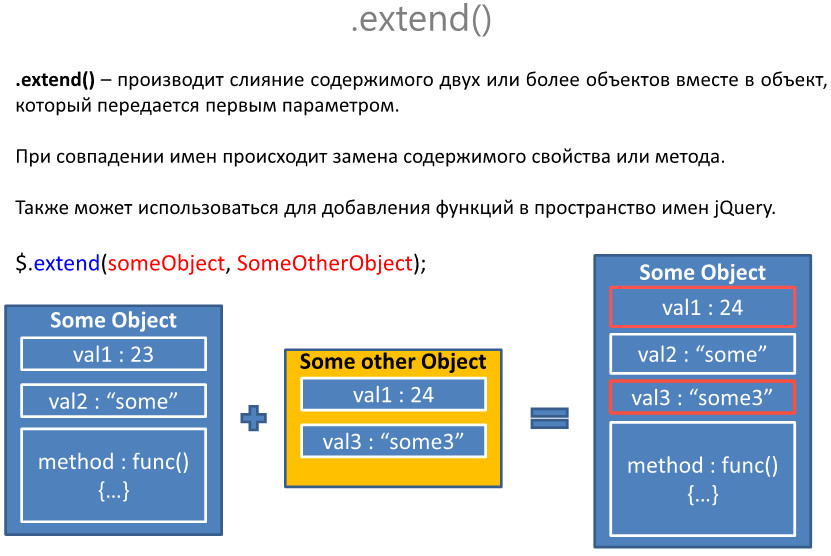 .extend()
.extend() – производит слияние содержимого двух или более объектов вместе в объект,
который передается первым параметром.
При совпадении имен происходит замена содержимого свойства или метода.
Также может использоваться для добавления функций в пространство имен jQuery.
$.extend(someObject, SomeOtherObject);
Some Object
val1 : 23
val2 : “some”
method : func()
{…}
Some other Object
val1 : 24
val3 : “some3”
Some Object
val1 : 24
val2 : “some”
val3 : “some3”
method : func()
{…}